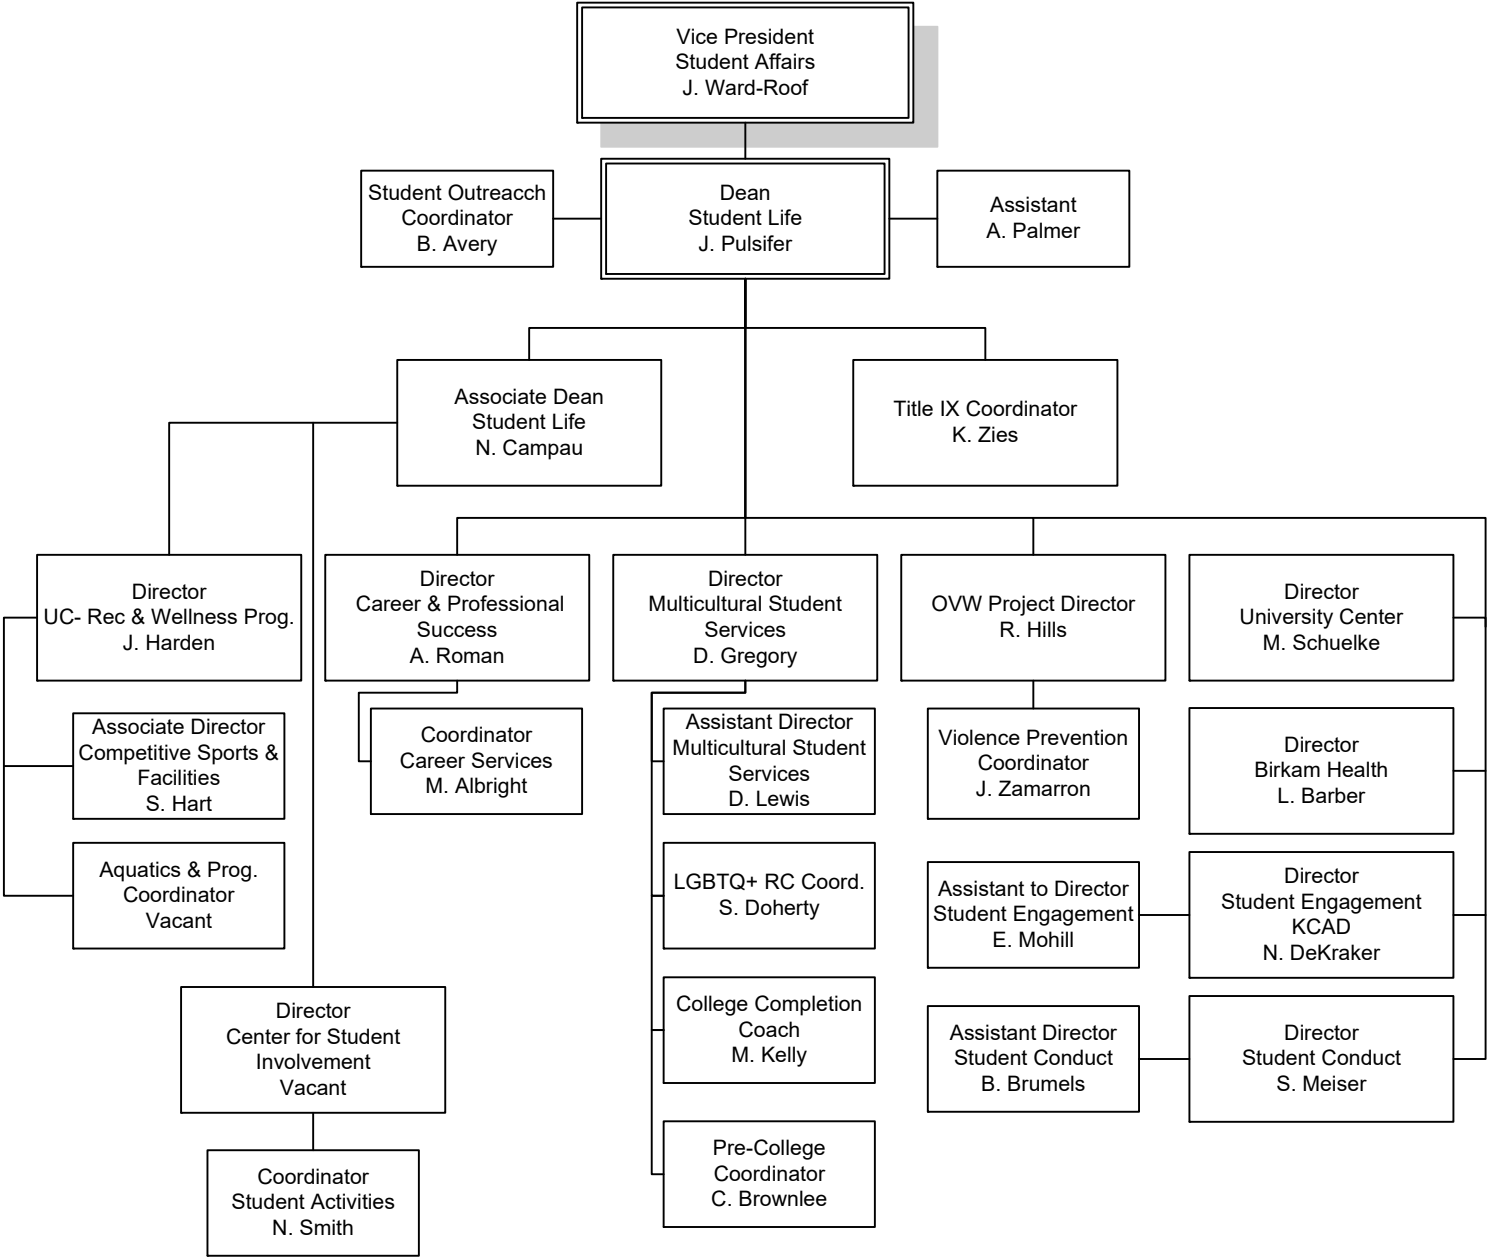 Vice President
Student Affairs
J. Ward-Roof
Student Outreacch
Coordinator
B. Avery
Dean
Student Life
J. Pulsifer
Assistant
A. Palmer
Associate Dean
Student Life
N. Campau
Title IX Coordinator
K. Zies
Director
UC- Rec & Wellness Prog.
J. Harden
Director
Career & Professional
Success
A. Roman
Director
Multicultural Student
Services
D. Gregory
OVW Project Director
R. Hills
Director
University Center
M. Schuelke
Associate Director
Competitive Sports &
Facilities
S. Hart
Coordinator
Career Services
M. Albright
Assistant Director
Multicultural Student
Services
D. Lewis
Violence Prevention
Coordinator
J. Zamarron
Director
Birkam Health
L. Barber
Aquatics & Prog.
Coordinator
Vacant
LGBTQ+ RC Coord.
S. Doherty
Assistant to Director
Student Engagement
E. Mohill
Director
Student Engagement
KCAD
N. DeKraker
Director
Center for Student
Involvement
Vacant
College Completion
Coach
M. Kelly
Assistant Director
Student Conduct
B. Brumels
Director
Student Conduct
S. Meiser
Coordinator
Student Activities
N. Smith
Pre-College
Coordinator
C. Brownlee